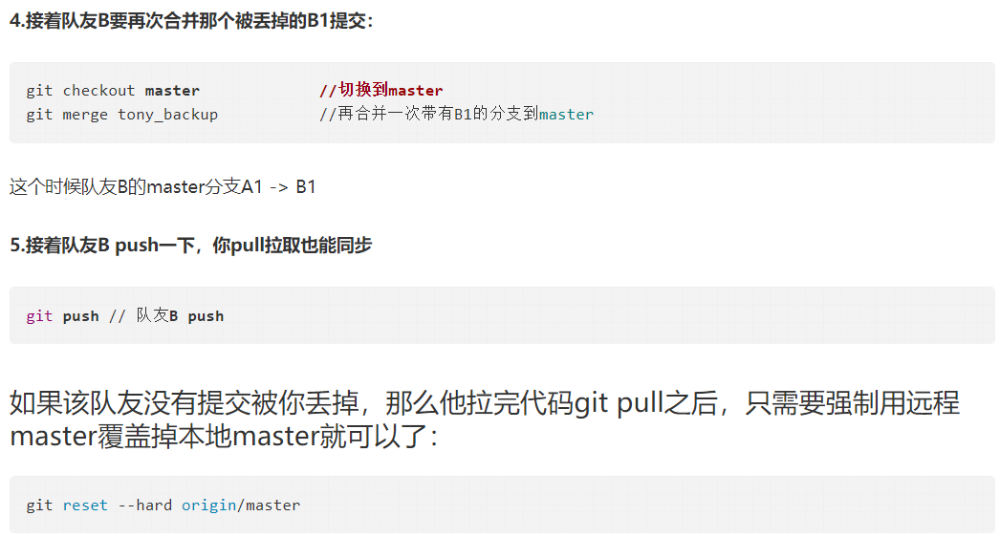 4.接着队友B要再次合并那个被丢掉的B1提交：
git checkout master //切换到master
git merge tony_backup //再合并一次带有B1的分支到master
这个时候队友B的master分支A1 -> B1
5.接着队友B push一下，你pull拉取也能同步
git push // 队友B push
如果该队友没有提交被你丢掉，那么他拉完代码git pull之后，只需要强制用远程
master覆盖掉本地master就可以了：
git reset --hard origin/master